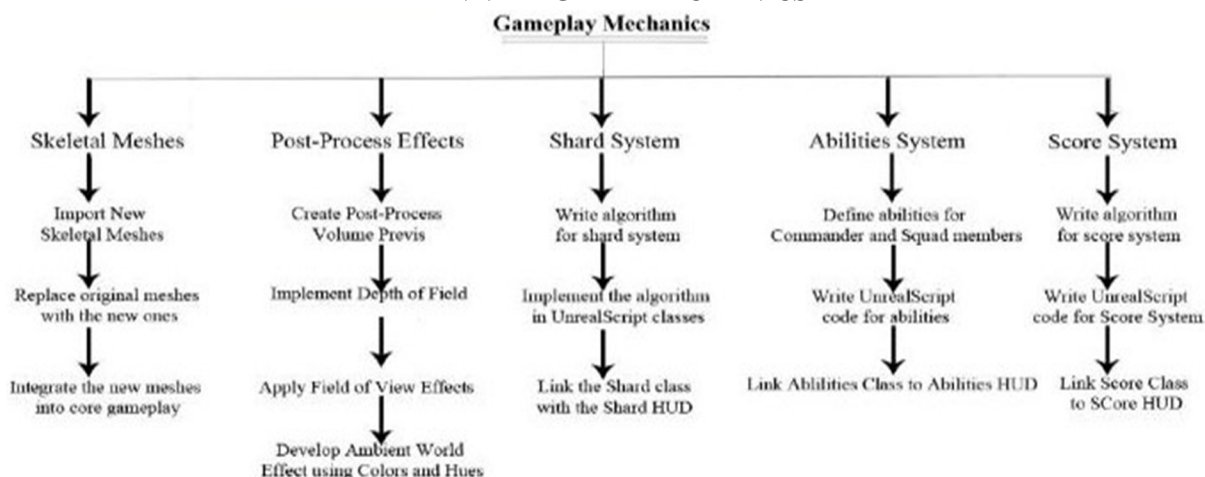 Gameplay Mechanics
Skeletal Meshes
Import New
Skeletal Meshes
Replace original meshes
with the new ones
Integrate the new meshes
into core gameplay
Post-Process Effects
Create Post-Process
Volume Previs
Implement Depth of Field
Apply Field of View Effects
Develop Ambient World
Effect using Colors and Hues
Shard System
Write algorithm
for shard system
Implement the algorithm
in UnrealScript classes
Link the Shard class
with the Shard HUD
Abilities System
Define abilities for
Commander and Squad members
Write UnrealScript
code for abilities
Link Ablilities Class to Abilities HUD
Score System
Write algorithm
for score system
Write UnrealScript
code for Score System
Link Score Class
to SCore HUD